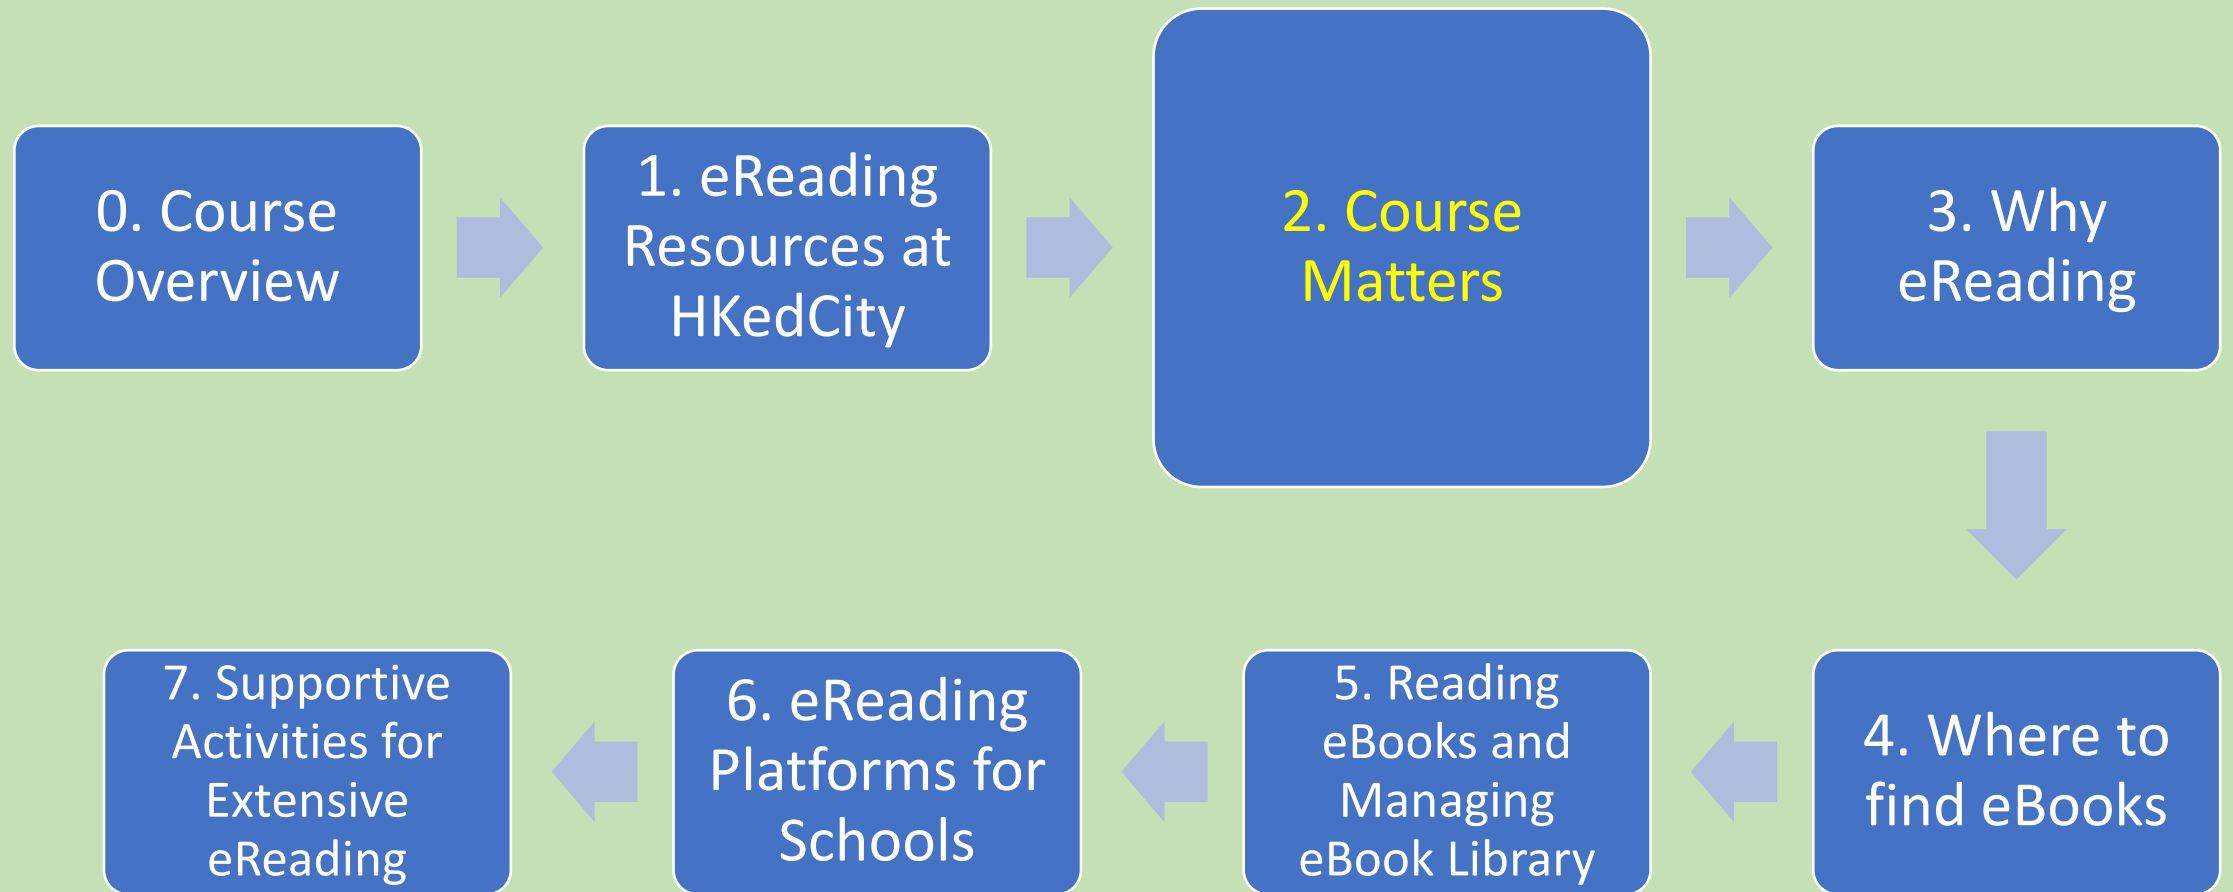 0. Course
Overview
1. eReading
Resources at
HKedCity
2. Course
Matters
3. Why
eReading
4. Where to
find eBooks
5. Reading
eBooks and
Managing
eBook Library
6. eReading
Platforms for
Schools
7. Supportive
Activities for
Extensive
eReading